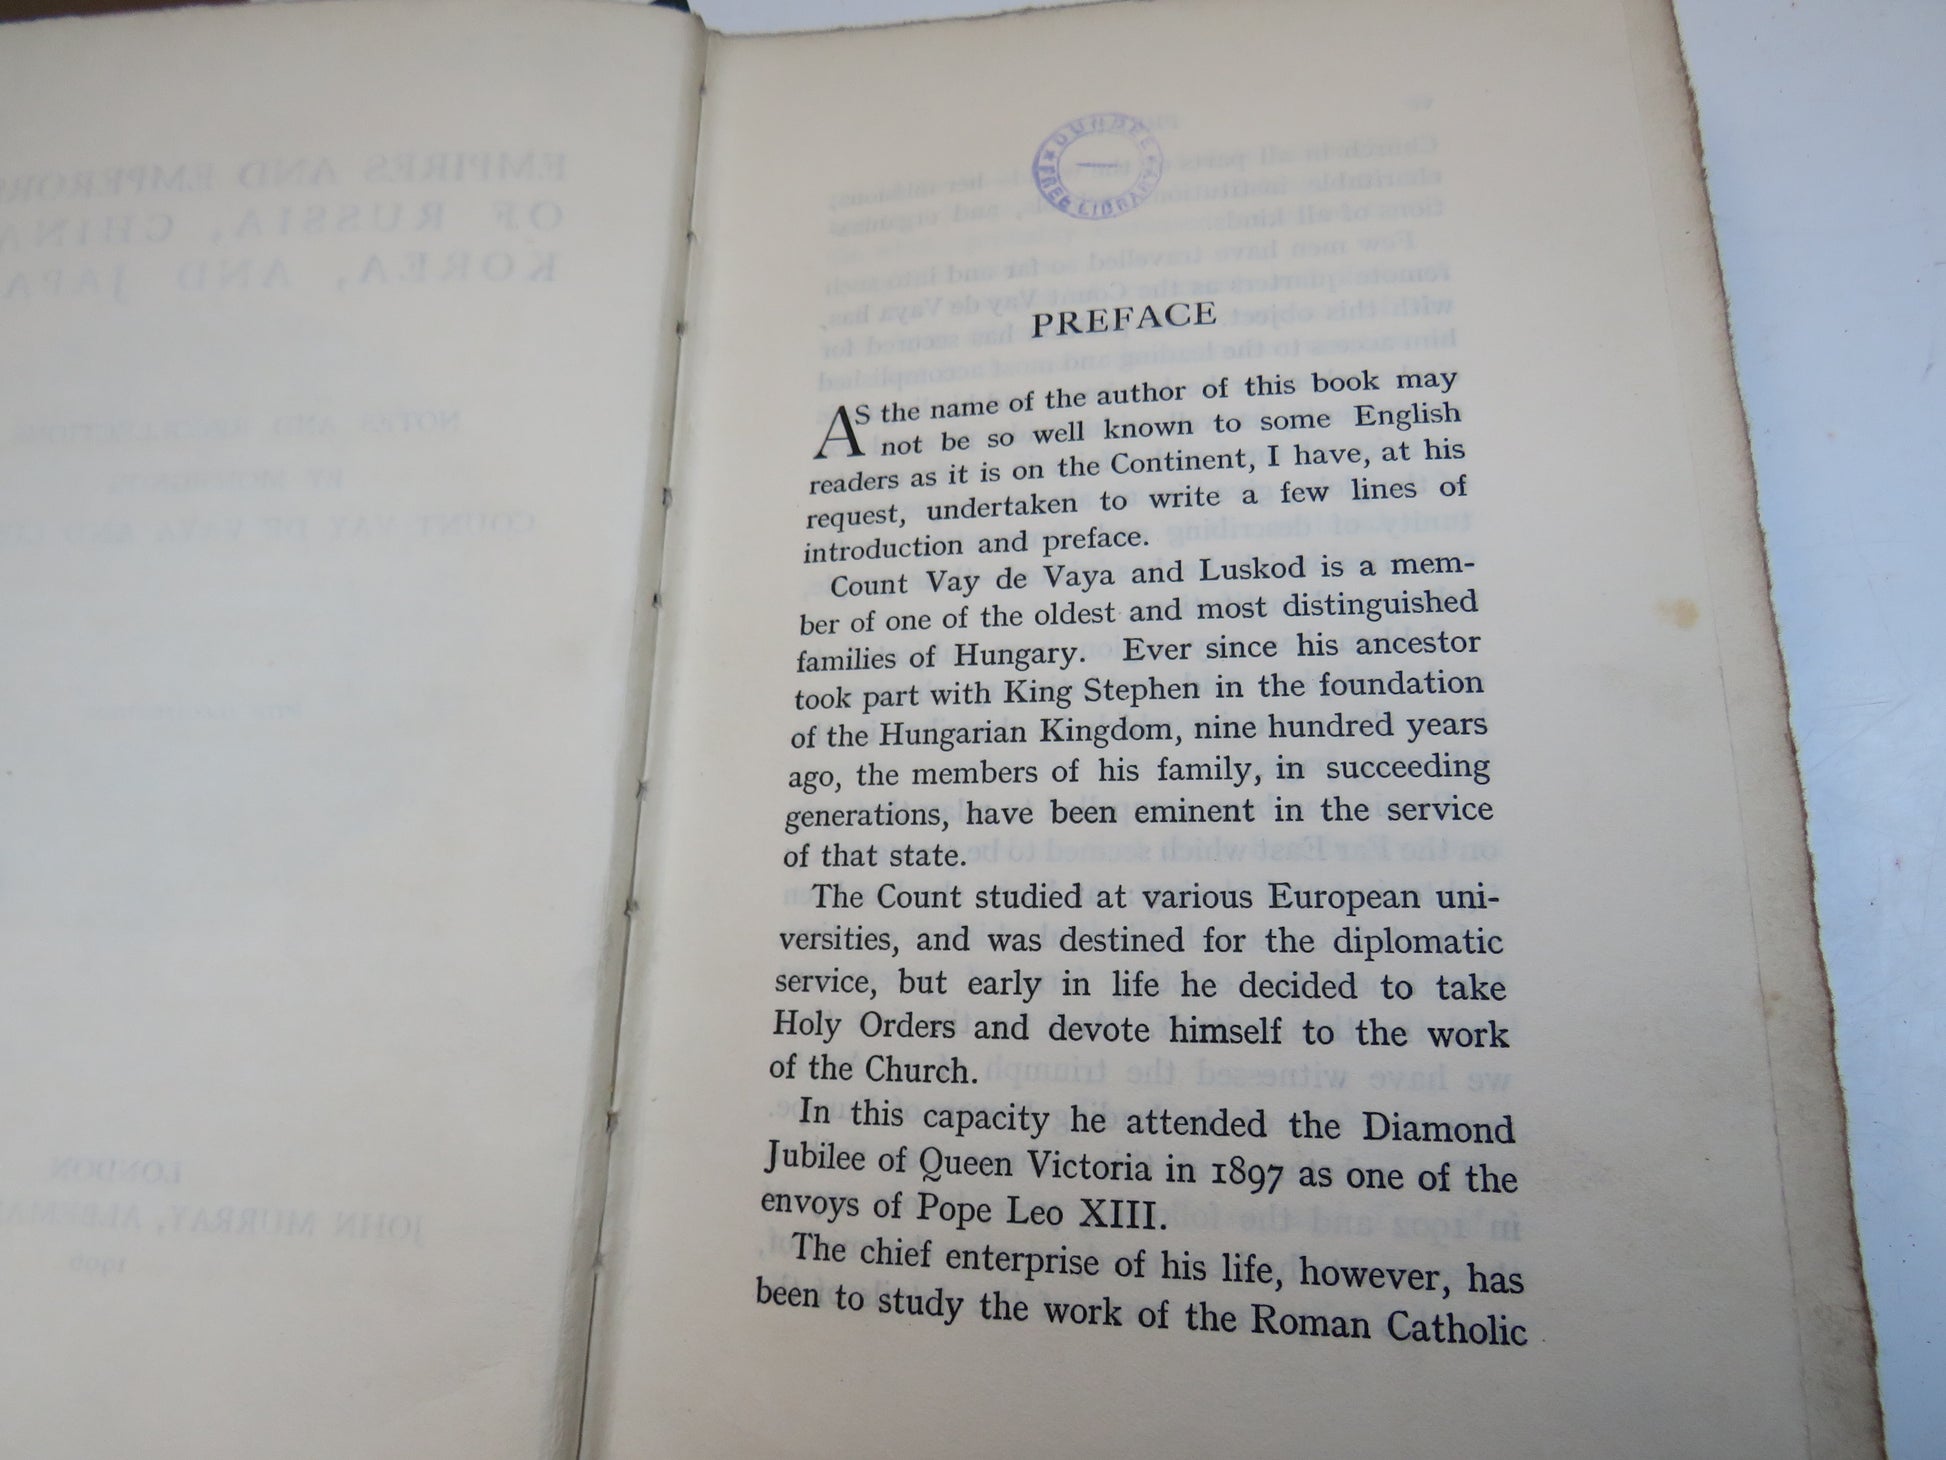 DUNDEE
FREE LIBRARY
PREFACE
AS the name of the author of this book may
not be so well known to some English
readers as it is on the Continent, I have, at his
request, undertaken to write a few lines of
introduction and preface.
Count Vay de Vaya and Luskod is a mem-
ber of one of the oldest and most distinguished
families of Hungary. Ever since his ancestor
took part with King Stephen in the foundation
of the Hungarian Kingdom, nine hundred years
ago, the members of his family, in succeeding
generations, have been eminent in the service
of that state.
The Count studied at various European uni-
versities, and was destined for the diplomatic
service, but early in life he decided to take
Holy Orders and devote himself to the work
of the Church.
In this capacity he attended the Diamond
Jubilee of Queen Victoria in 1897 as one of the
envoys of Pope Leo XIII.
The chief enterprise of his life, however, has
been to study the work of the Roman Catholic